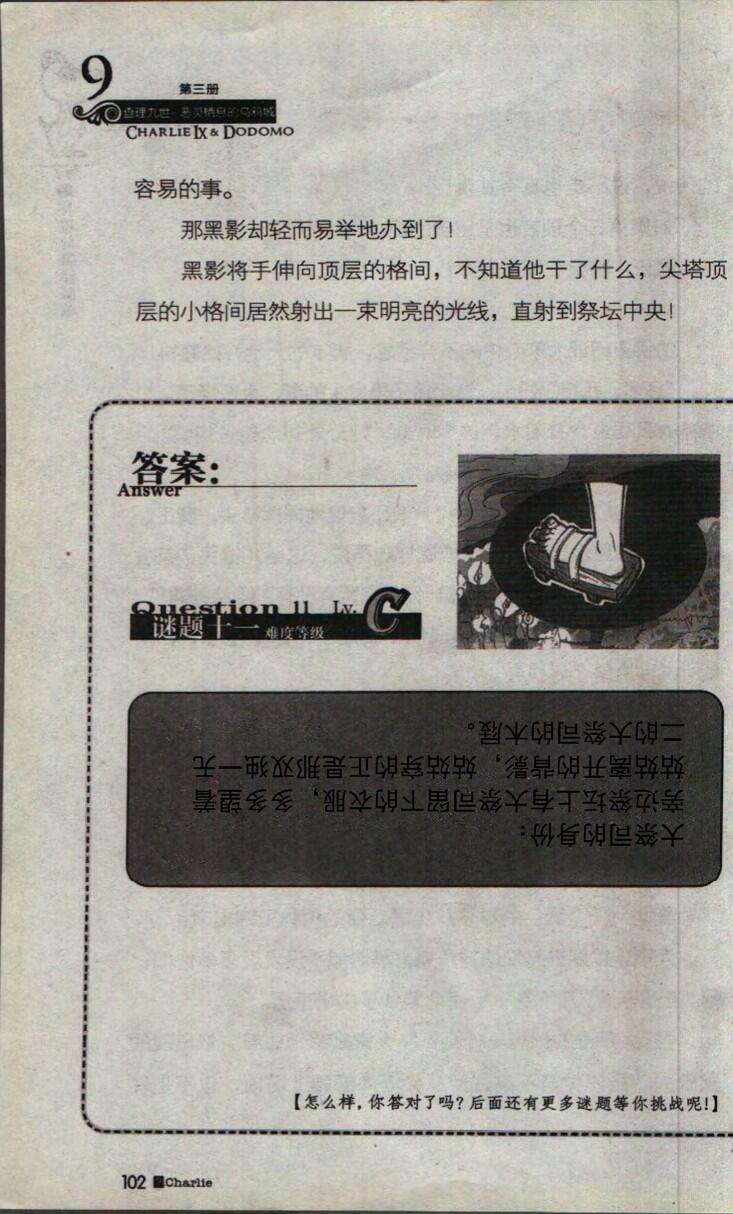 9
第三册
查理九世·恶灵栖息的乌鸦城
CHARLIE IX & DODOMO
容易的事。
那黑影却轻而易举地办到了！
黑影将手伸向顶层的格间，不知道他干了什么，尖塔顶
层的小格间居然射出一束明亮的光线，直射到祭坛中央！
答案：
Answer
Question 11 Lv. C
谜题十一 难度等级
大祭司的身份：
旁边祭坛上有大祭司留下的衣服，多多望着
姑姑离开的背影，姑姑穿的正是那双独一无
二的大祭司的木屐。
【怎么样，你答对了吗？后面还有更多谜题等你挑战呢！】
102 Charlie